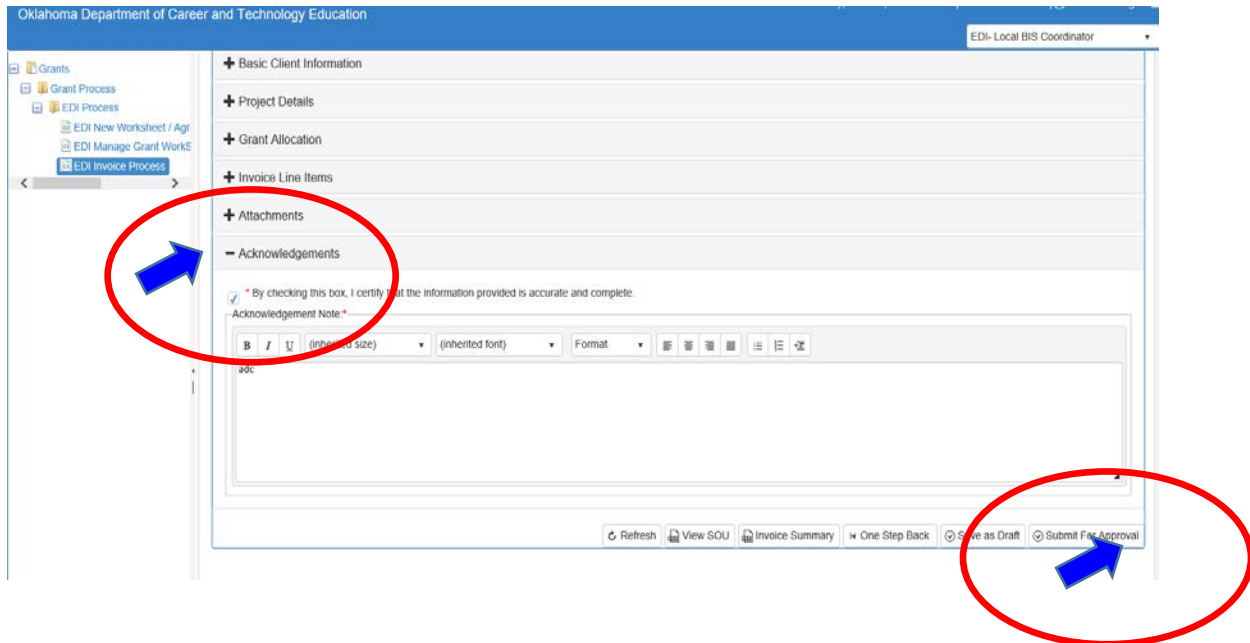 Oklahoma Department of Career and Technology Education
EDI- Local BIS Coordinator
Grants
Grant Process
EDI Process
EDI New Worksheet / Agr
EDI Manage Grant WorkS
EDI Invoice Process
Basic Client Information
Project Details
Grant Allocation
Invoice Line Items
Attachments
Acknowledgements
* By checking this box, I certify that the information provided is accurate and complete.
Acknowledgement Note:*
B I U (inherited size) (inherited font) Format
adc
Refresh View SOU Invoice Summary One Step Back Save as Draft Submit For Approval